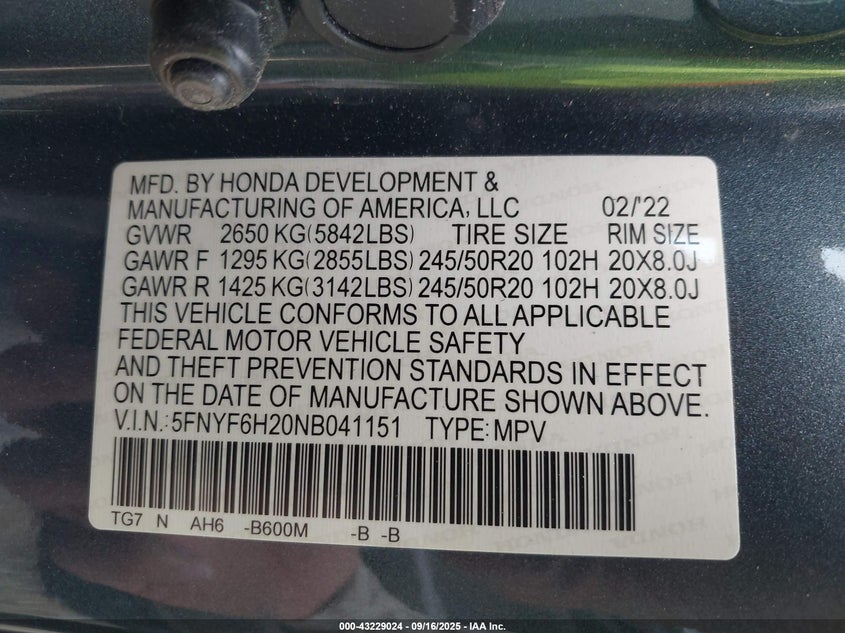 MFD. BY HONDA DEVELOPMENT &
MANUFACTURING OF AMERICA, LLC 02/'22
GVWR 2650 KG(5842LBS) TIRE SIZE RIM SIZE
GAWR F 1295 KG(2855LBS) 245/50R20 102H 20X8.0J
GAWR R 1425 KG(3142LBS) 245/50R20 102H 20X8.0J
THIS VEHICLE CONFORMS TO ALL APPLICABLE
FEDERAL MOTOR VEHICLE SAFETY
AND THEFT PREVENTION STANDARDS IN EFFECT
ON THE DATE OF MANUFACTURE SHOWN ABOVE.
V.I.N.:5FNYF6H20NB041151 TYPE:MPV
TG7 N AH6 -B600M -B -B
000-43229024 - 09/16/2025 - IAA Inc.